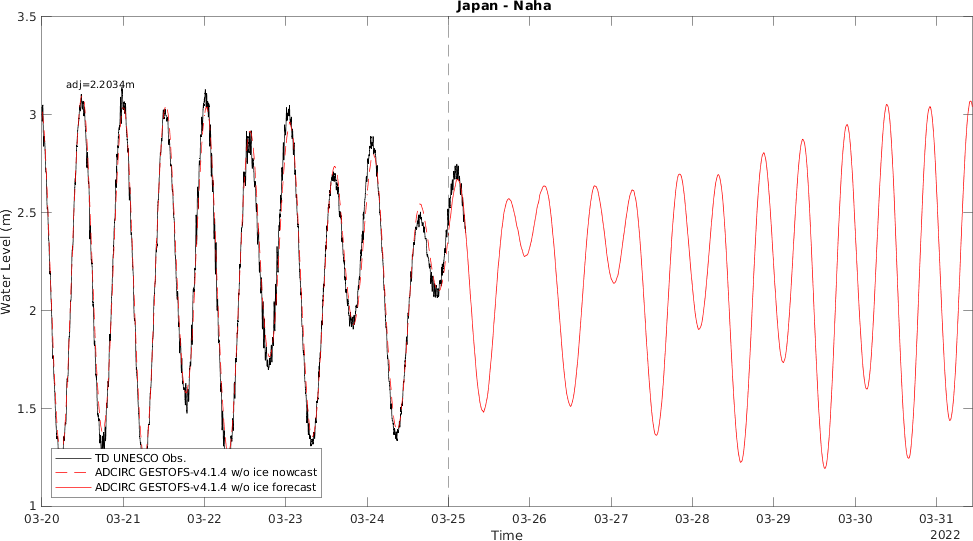 Japan - Naha
3.5
adj=2.2034m
3
2.5
Water Level (m)
2
1.5
TD UNESCO Obs.
ADCIRC GESTOFS-v4.1.4 w/o ice nowcast
ADCIRC GESTOFS-v4.1.4 w/o ice forecast
1
03-20 03-21 03-22 03-23 03-24 03-25 03-26 03-27 03-28 03-29 03-30 03-31
Time
2022